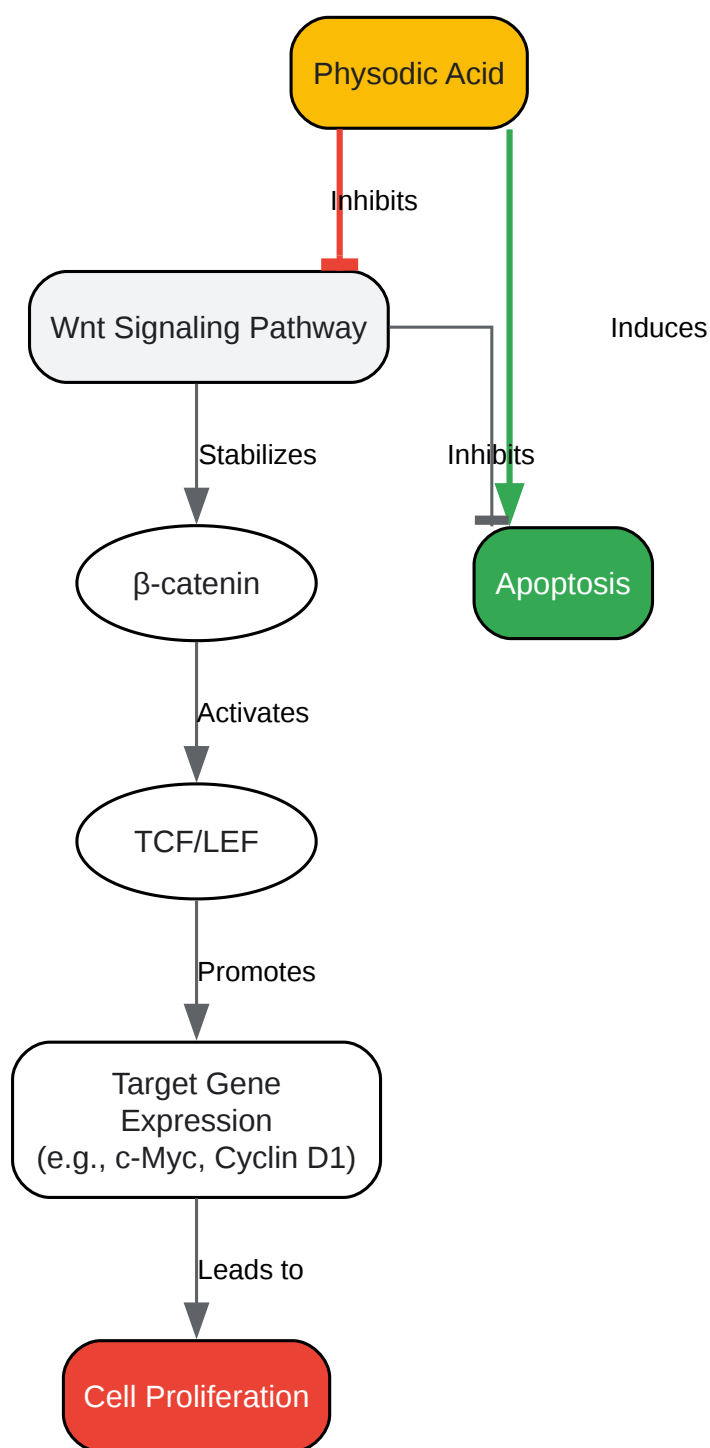 Physodic Acid
Inhibits
Wnt Signaling Pathway
Induces
Stabilizes
Inhibits
β-catenin
Apoptosis
Activates
TCF/LEF
Promotes
Target Gene
Expression
(e.g., c-Myc, Cyclin D1)
Leads to
Cell Proliferation